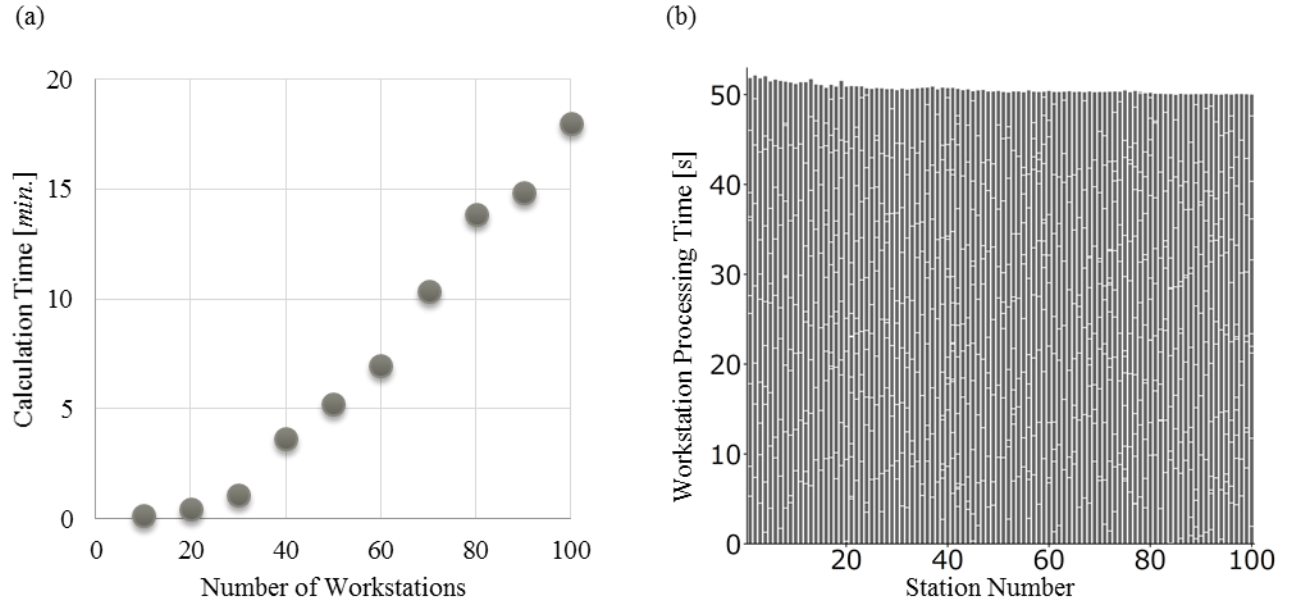 (a)
20
15
10
5
0
0 20 40 60 80 100
Calculation Time [min.]
Number of Workstations
(b)
50
40
30
20
10
0
20 40 60 80 100
Workstation Processing Time [s]
Station Number